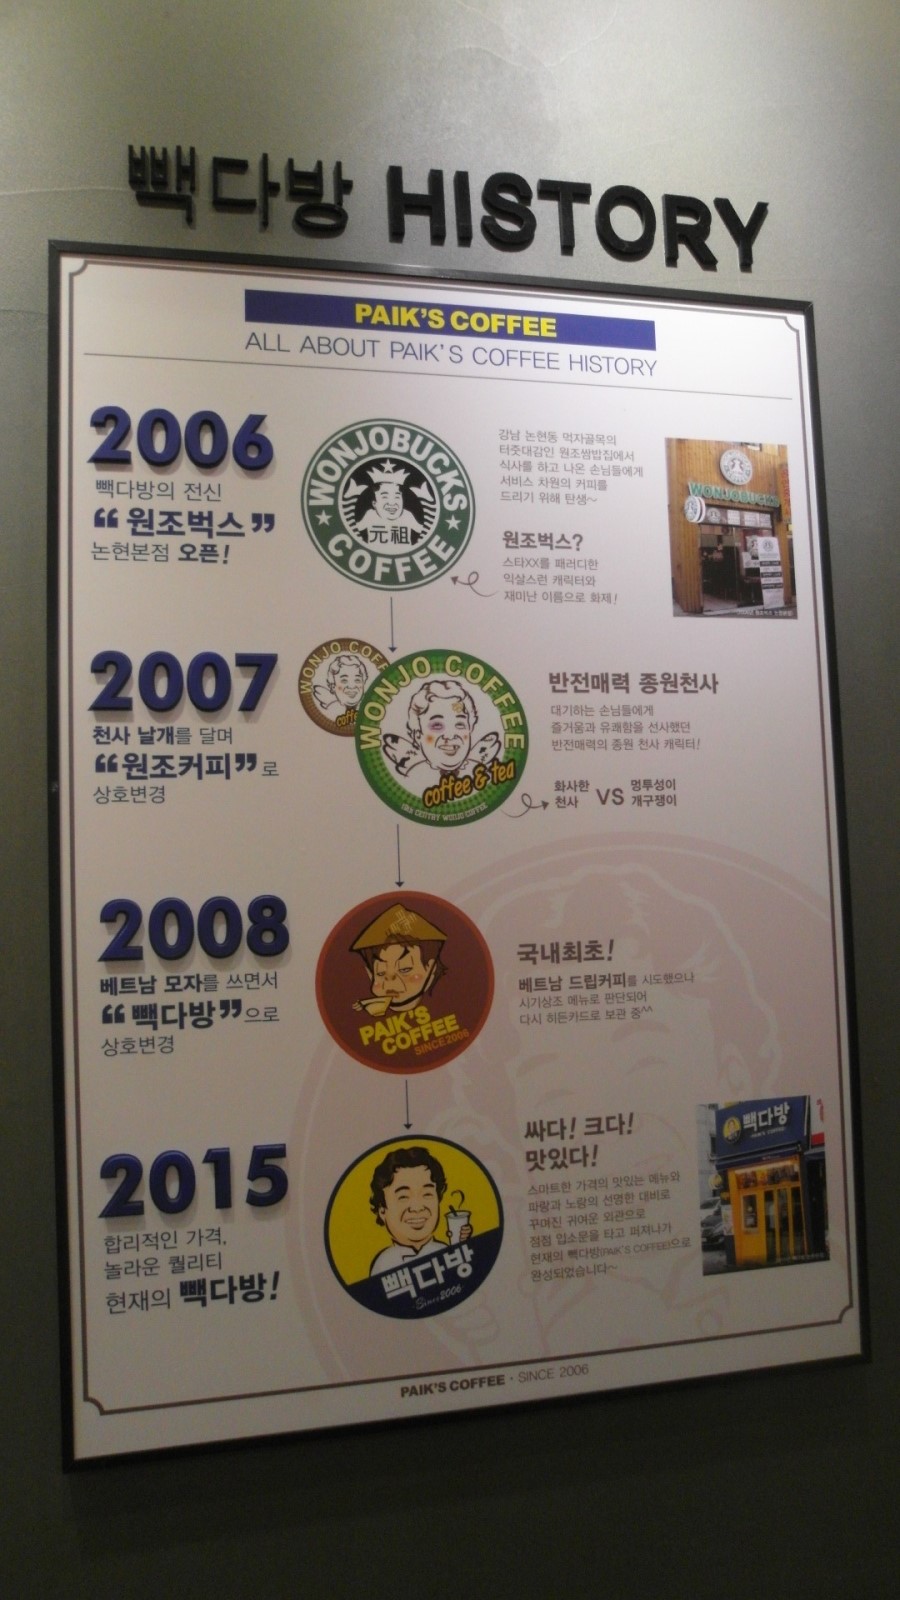 빽다방 HISTORY
PAIK'S COFFEE
ALL ABOUT PAIK'S COFFEE HISTORY
2006
빽다방의 전신
“원조벅스”
논현본점 오픈!
WONJOBUCKS
元祖
COFFEE
강남 논현동 먹자골목의
터줏대감인 원조쌈밥집에서
식사를 하고 나온 손님들에게
서비스 차원의 커피를
드리기 위해 탄생~
원조벅스?
스타XX를 패러디한
익살스런 캐릭터와
재미난 이름으로 화제!
WONJOBUCKS
2007
천사 날개를 달며
“원조커피”로
상호변경
WONJO COFF
coffe
WONJO COFFEE
coffee & tea
반전매력 종원천사
대기하는 손님들에게
즐거움과 유쾌함을 선사했던
반전매력의 종원 천사 캐릭터!
화사한
천사
VS
멍투성이
개구쟁이
2008
베트남 모자를 쓰면서
“빽다방”으로
상호변경
PAIK'S
COFFEE
SINCE 2006
국내최초!
베트남 드립커피를 시도했으나
시기상조 메뉴로 판단되어
다시 히든카드로 보관 중^^
2015
합리적인 가격,
놀라운 퀄리티
현재의 빽다방!
빽다방
Since 2006
싸다! 크다!
맛있다!
스마트한 가격의 맛있는 메뉴와
파랑과 노랑의 선명한 대비로
꾸며진 귀여운 외관으로
점점 입소문을 타고 퍼져나가
현재의 빽다방(PAIK'S COFFEE)으로
완성되었습니다~
빽다방
PAIK'S COFFEE · SINCE 2006